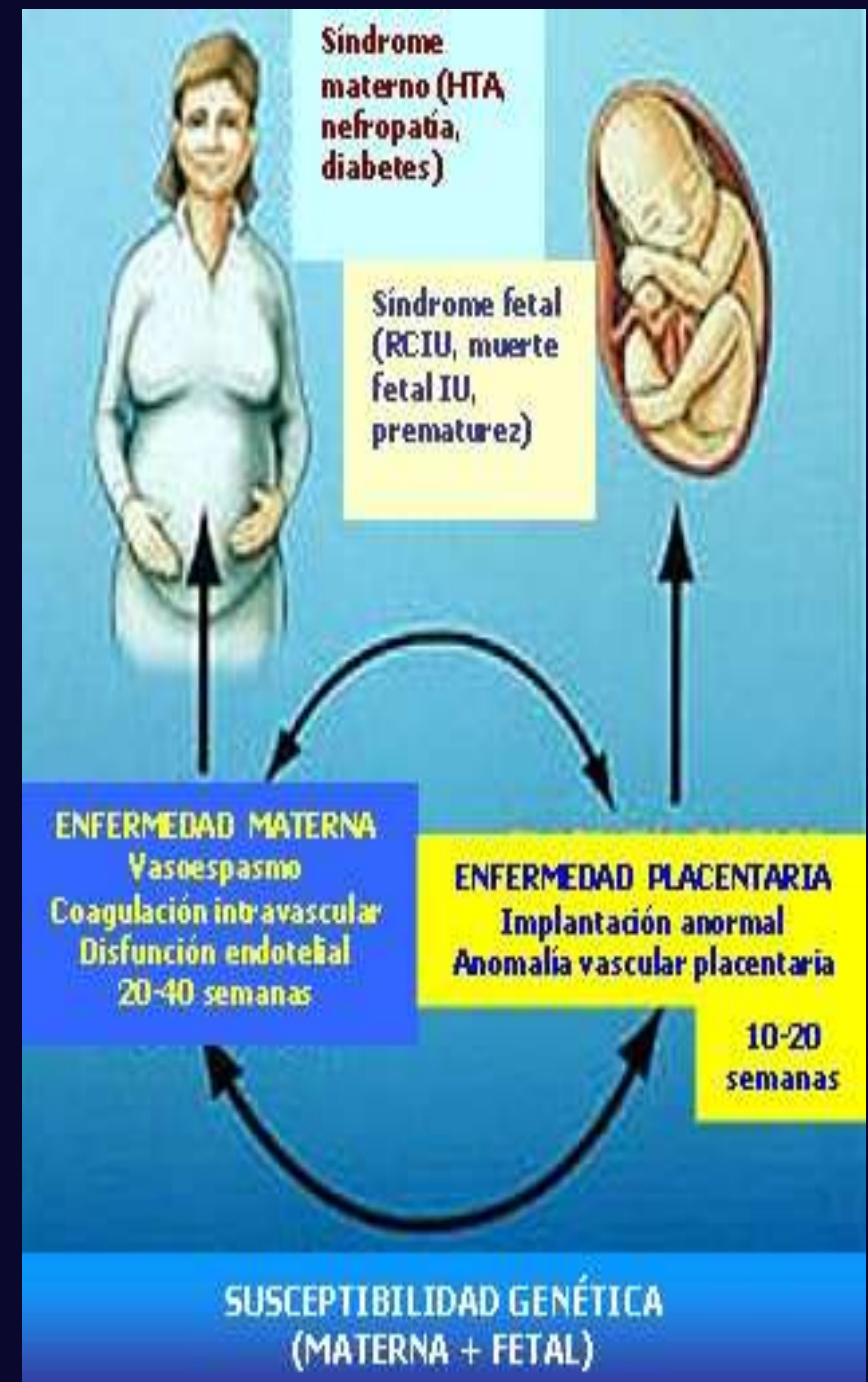 Síndrome
materno (HTA,
nefropatía,
diabetes)
Síndrome fetal
(RCIU, muerte
fetal IU,
prematurez)
ENFERMEDAD MATERNA
Vasoespasmo
Coagulación intravascular
Disfunción endotelial
20-40 semanas
ENFERMEDAD PLACENTARIA
Implantación anormal
Anomalía vascular placentaria
10-20
semanas
SUSCEPTIBILIDAD GENÉTICA
(MATERNA + FETAL)